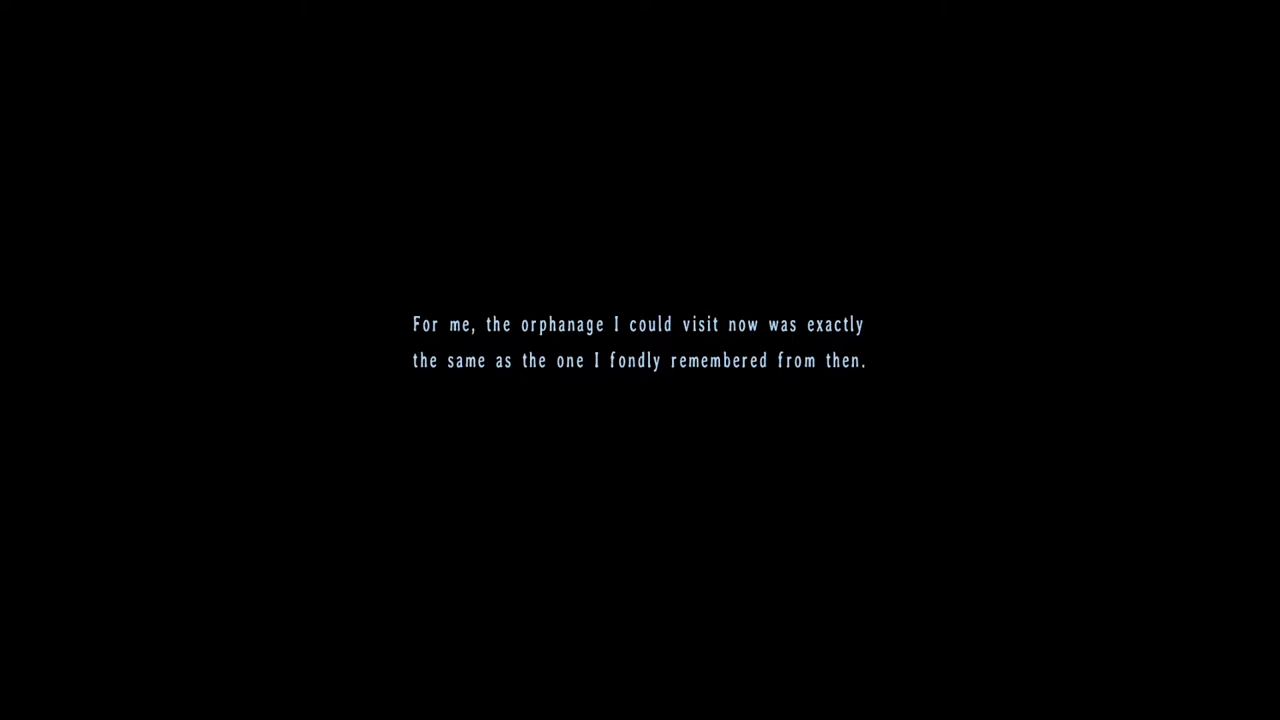 For me, the orphanage I could visit now was exactly
the same as the one I fondly remembered from then.